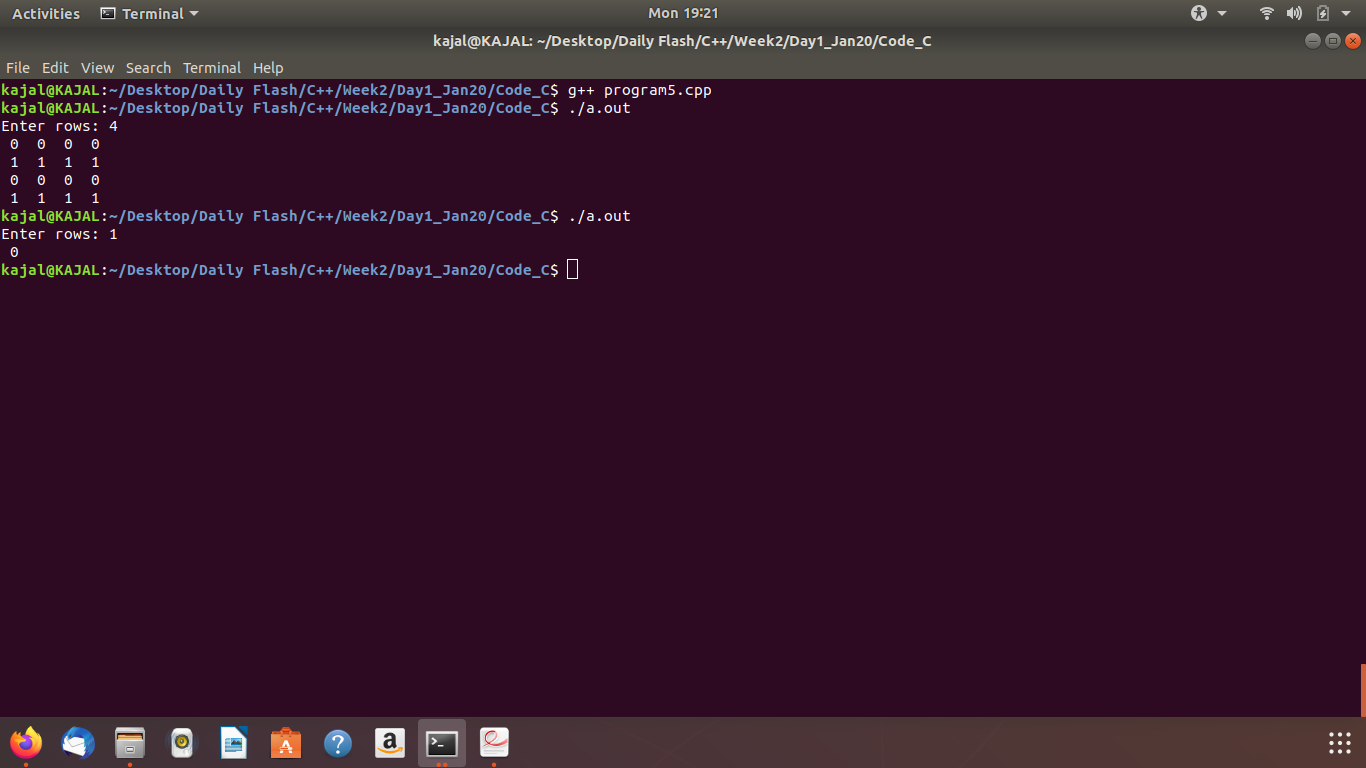 Activities Terminal Mon 19:21
kajal@KAJAL: ~/Desktop/Daily Flash/C++/Week2/Day1_Jan20/Code_C
File Edit View Search Terminal Help
kajal@KAJAL:~/Desktop/Daily Flash/C++/Week2/Day1_Jan20/Code_C$ g++ program5.cpp
kajal@KAJAL:~/Desktop/Daily Flash/C++/Week2/Day1_Jan20/Code_C$ ./a.out
Enter rows: 4
 0  0  0  0
 1  1  1  1
 0  0  0  0
 1  1  1  1
kajal@KAJAL:~/Desktop/Daily Flash/C++/Week2/Day1_Jan20/Code_C$ ./a.out
Enter rows: 1
 0
kajal@KAJAL:~/Desktop/Daily Flash/C++/Week2/Day1_Jan20/Code_C$